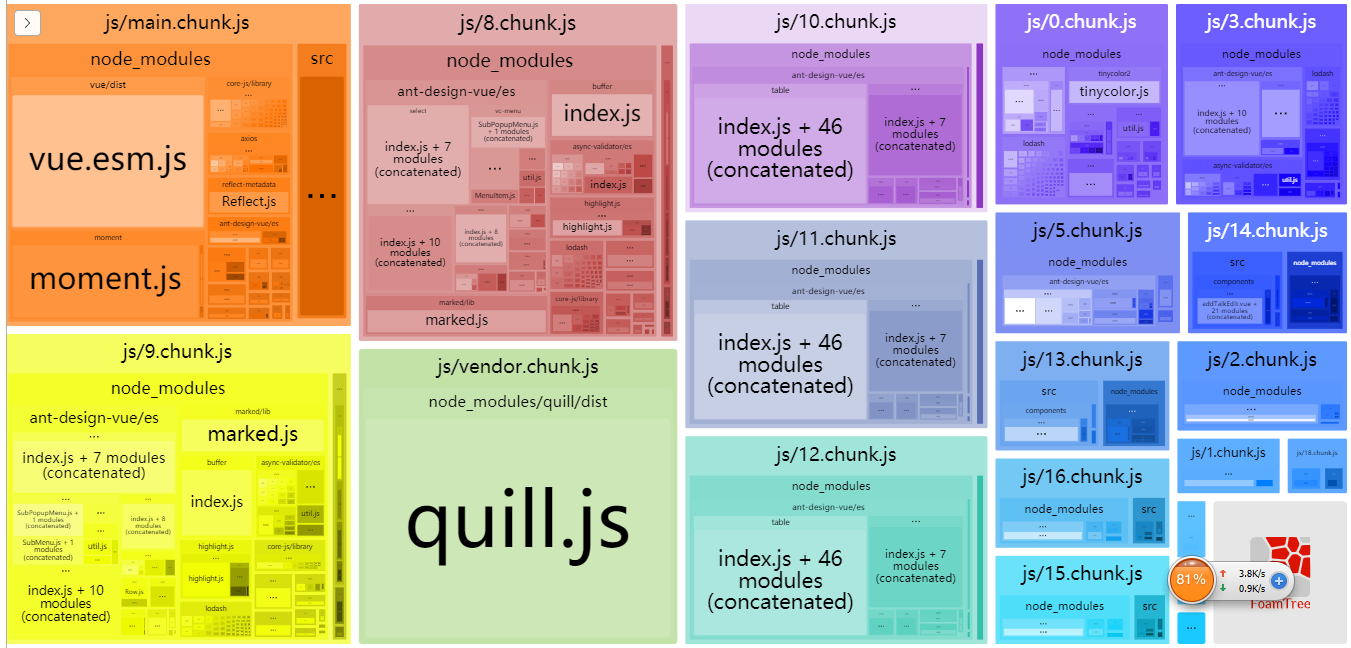 js/main.chunk.js
node_modules
src
vue/dist
vue.esm.js
core-js/library
...
axios
...
reflect-metadata
Reflect.js
ant-design-vue/es
moment
moment.js
...
js/9.chunk.js
node_modules
ant-design-vue/es
...
index.js + 7 modules
(concatenated)
...
SubPopupMenu.js +
1 modules
(concatenated)
SubMenu.js + 1
modules
(concatenated)
util.js
index.js + 8
modules
(concatenated)
...
index.js + 10
modules
(concatenated)
Row.js
marked/lib
marked.js
buffer
index.js
async-validator/es
...
util.js
highlight.js
...
highlight.js
core-js/library
...
lodash
js/8.chunk.js
node_modules
ant-design-vue/es
select
index.js + 7
modules
(concatenated)
vc-menu
SubPopupMenu.js
+ 1 modules
(concatenated)
...
util.js
MenuItem.js
...
index.js + 10
modules
(concatenated)
index.js + 8
modules
(concatenated)
marked/lib
marked.js
buffer
index.js
async-validator/es
...
index.js
highlight.js
...
highlight.js
lodash
core-js/library
...
js/vendor.chunk.js
node_modules/quill/dist
quill.js
js/10.chunk.js
node_modules
ant-design-vue/es
table
index.js + 46
modules
(concatenated)
...
index.js + 7
modules
(concatenated)
js/11.chunk.js
node_modules
ant-design-vue/es
table
index.js + 46
modules
(concatenated)
...
index.js + 7
modules
(concatenated)
js/12.chunk.js
node_modules
ant-design-vue/es
table
index.js + 46
modules
(concatenated)
...
index.js + 7
modules
(concatenated)
js/0.chunk.js
node_modules
...
lodash
tinycolor2
tinycolor.js
...
util.js
...
js/3.chunk.js
node_modules
ant-design-vue/es
...
index.js + 10
modules
(concatenated)
...
lodash
async-validator/es
...
util.js
js/5.chunk.js
node_modules
ant-design-vue/es
...
js/14.chunk.js
src
components
...
addTalkEdit.vue +
21 modules
(concatenated)
node_modules
...
js/13.chunk.js
src
components
...
node_modules
...
js/2.chunk.js
node_modules
...
js/1.chunk.js
...
js/18.chunk.js
js/16.chunk.js
node_modules
...
src
js/15.chunk.js
node_modules
...
src
...
81%
3.8K/s
0.9K/s
FoamTree